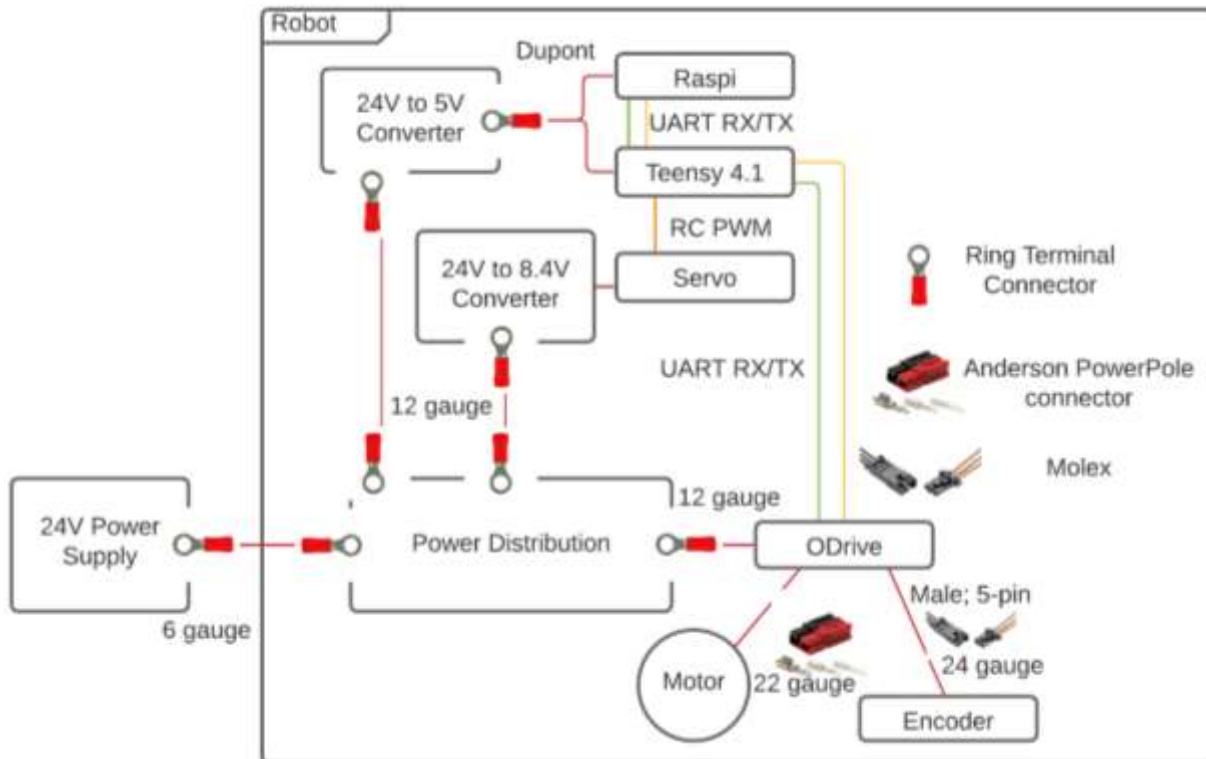 Robot
Dupont
Raspi
24V to 5V
Converter
UART RX/TX
Teensy 4.1
RC PWM
24V to 8.4V
Converter
Servo
Ring Terminal
Connector
UART RX/TX
Anderson PowerPole
connector
12 gauge
Molex
12 gauge
24V Power
Supply
Power Distribution
ODrive
6 gauge
Male; 5-pin
24 gauge
Motor
22 gauge
Encoder